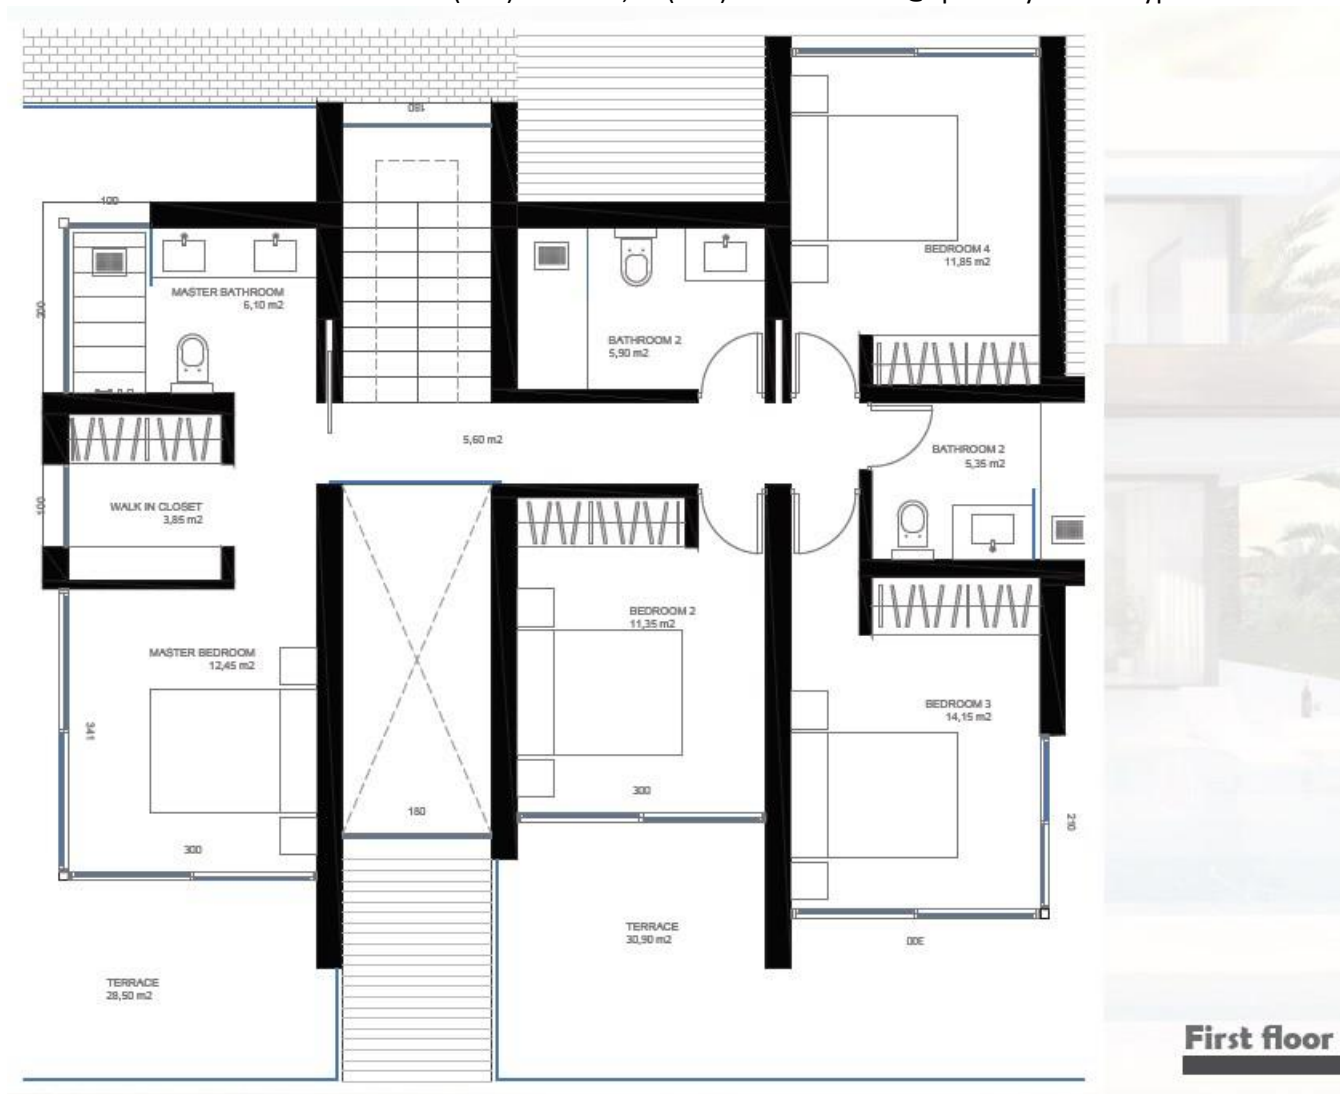 180
100
BEDROOM 4
11,85 m2
MASTER BATHROOM
6,10 m2
200
BATHROOM 2
5,90 m2
5,60 m2
BATHROOM 2
5,35 m2
WALK IN CLOSET
3,85 m2
100
BEDROOM 2
11,35 m2
MASTER BEDROOM
12,45 m2
BEDROOM 3
14,15 m2
341
300
180
210
300
TERRACE
30,90 m2
300
TERRACE
28,50 m2
First floor